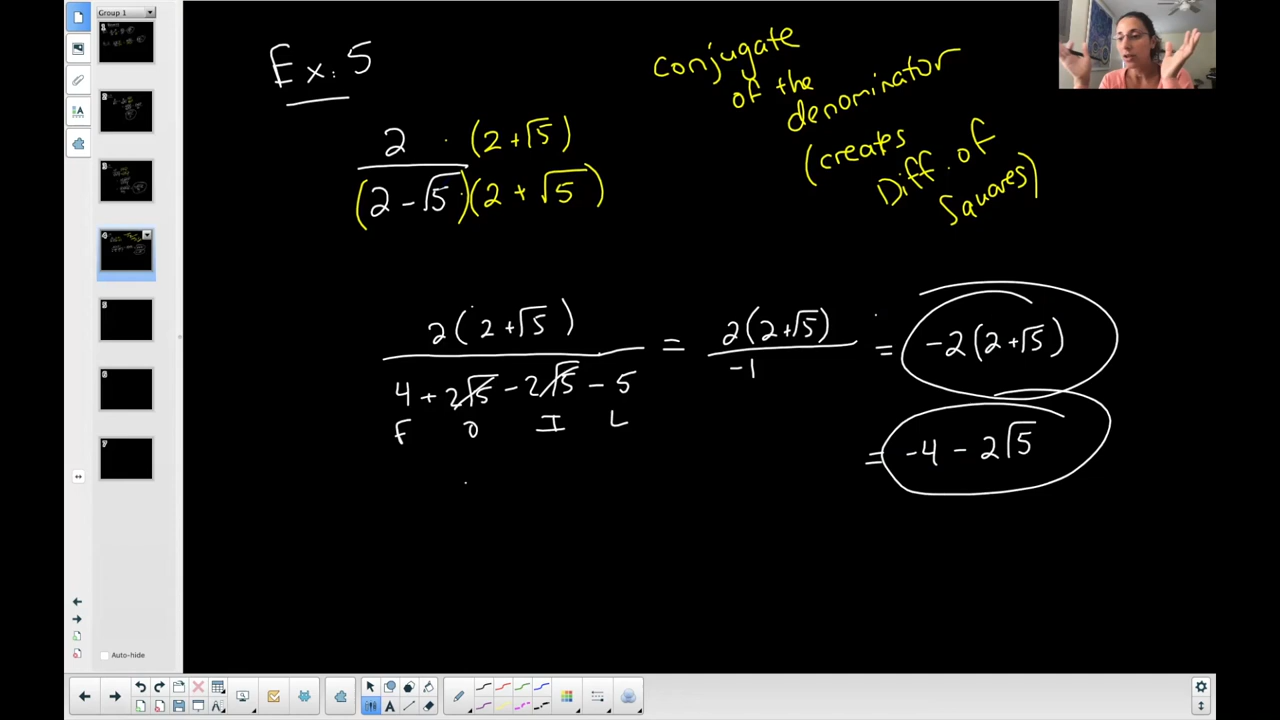 Group 1
Ex. 5
conjugate
of the
denominator
(creates
Diff. of
Squares)
2 · (2+√5)
(2-√5)·(2+√5)
2(2+√5) = 2(2+√5) = -2(2+√5)
4+2√5-2√5-5
-1
F O I L
= -4-2√5
Auto-hide